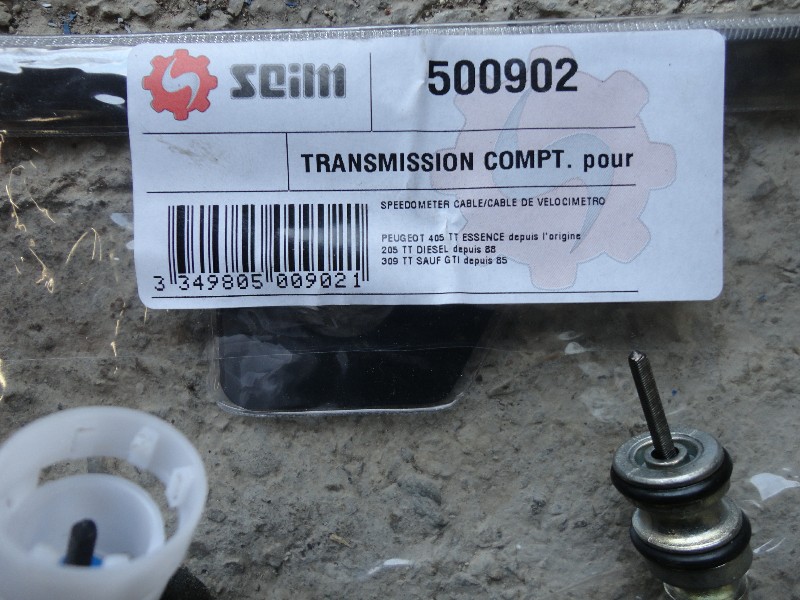 seim 500902
TRANSMISSION COMPT. pour
SPEEDOMETER CABLE/CABLE DE VELOCIMETRO
PEUGEOT 405 TT ESSENCE depuis l'origine
205 TT DIESEL depuis 88
309 TT SAUF GTI depuis 85
3 349805 009021